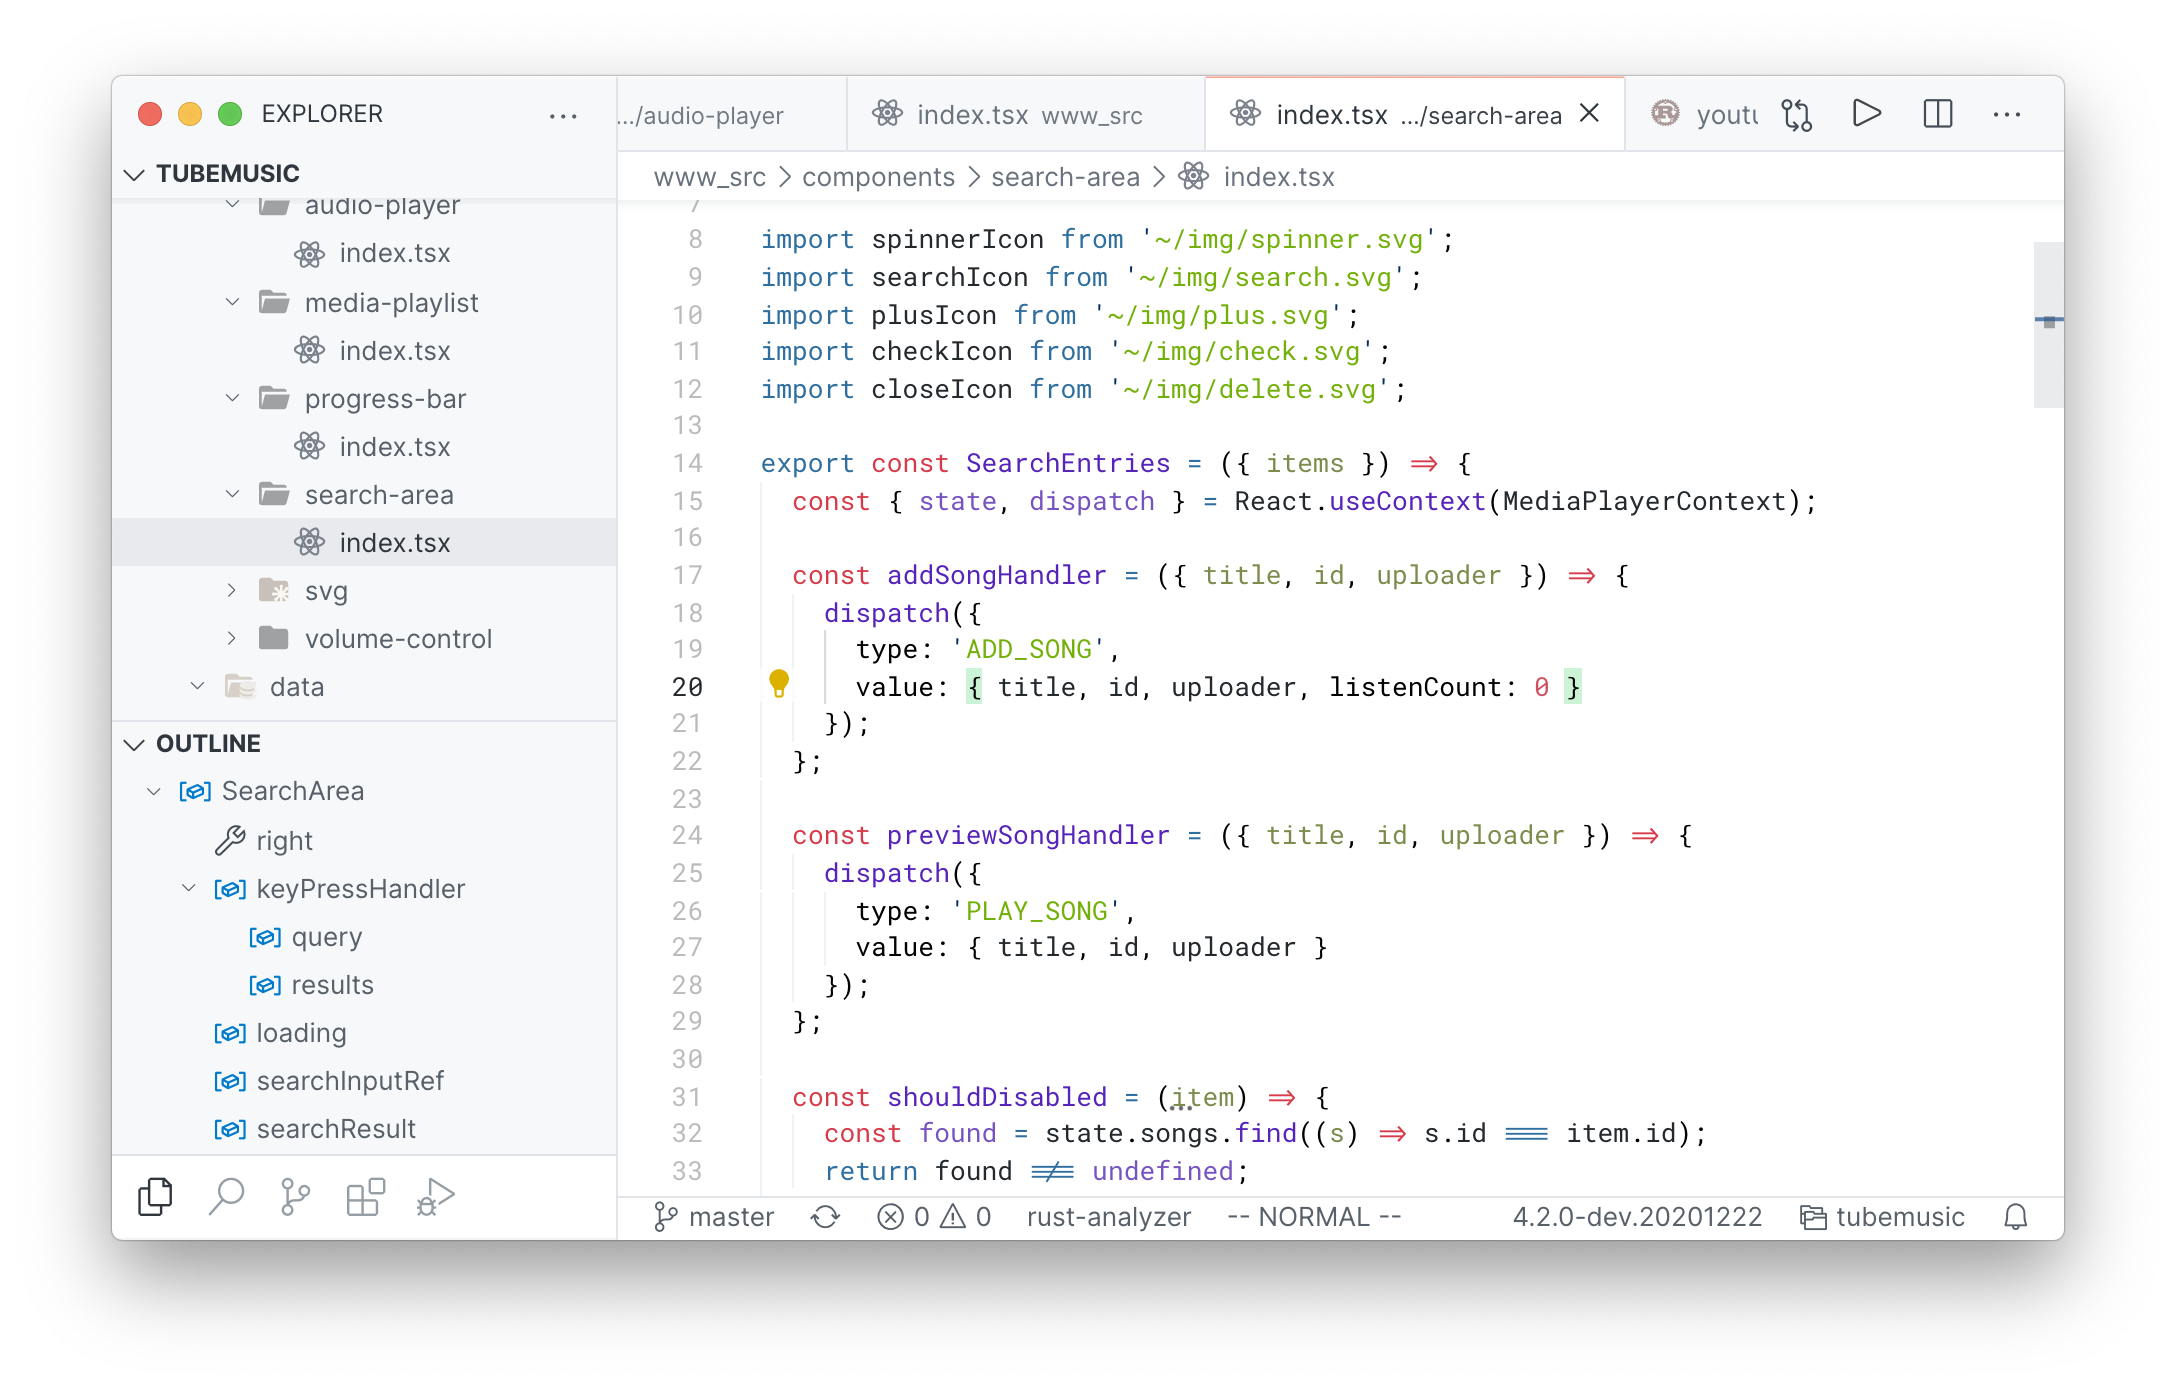 EXPLORER
TUBEMUSIC
audio-player
index.tsx
media-playlist
index.tsx
progress-bar
index.tsx
search-area
index.tsx
svg
volume-control
data
OUTLINE
SearchArea
right
keyPressHandler
query
results
loading
searchInputRef
searchResult
.../audio-player
index.tsx www_src
index.tsx .../search-area
www_src > components > search-area > index.tsx
7
8 import spinnerIcon from '~/img/spinner.svg';
9 import searchIcon from '~/img/search.svg';
10 import plusIcon from '~/img/plus.svg';
11 import checkIcon from '~/img/check.svg';
12 import closeIcon from '~/img/delete.svg';
13
14 export const SearchEntries = ({ items }) => {
15 const { state, dispatch } = React.useContext(MediaPlayerContext);
16
17 const addSongHandler = ({ title, id, uploader }) => {
18 dispatch({
19 type: 'ADD_SONG',
20 value: { title, id, uploader, listenCount: 0 }
21 });
22 };
23
24 const previewSongHandler = ({ title, id, uploader }) => {
25 dispatch({
26 type: 'PLAY_SONG',
27 value: { title, id, uploader }
28 });
29 };
30
31 const shouldDisabled = (item) => {
32 const found = state.songs.find((s) => s.id === item.id);
33 return found !== undefined;
master 0 0 rust-analyzer -- NORMAL -- 4.2.0-dev.20201222 tubemusic